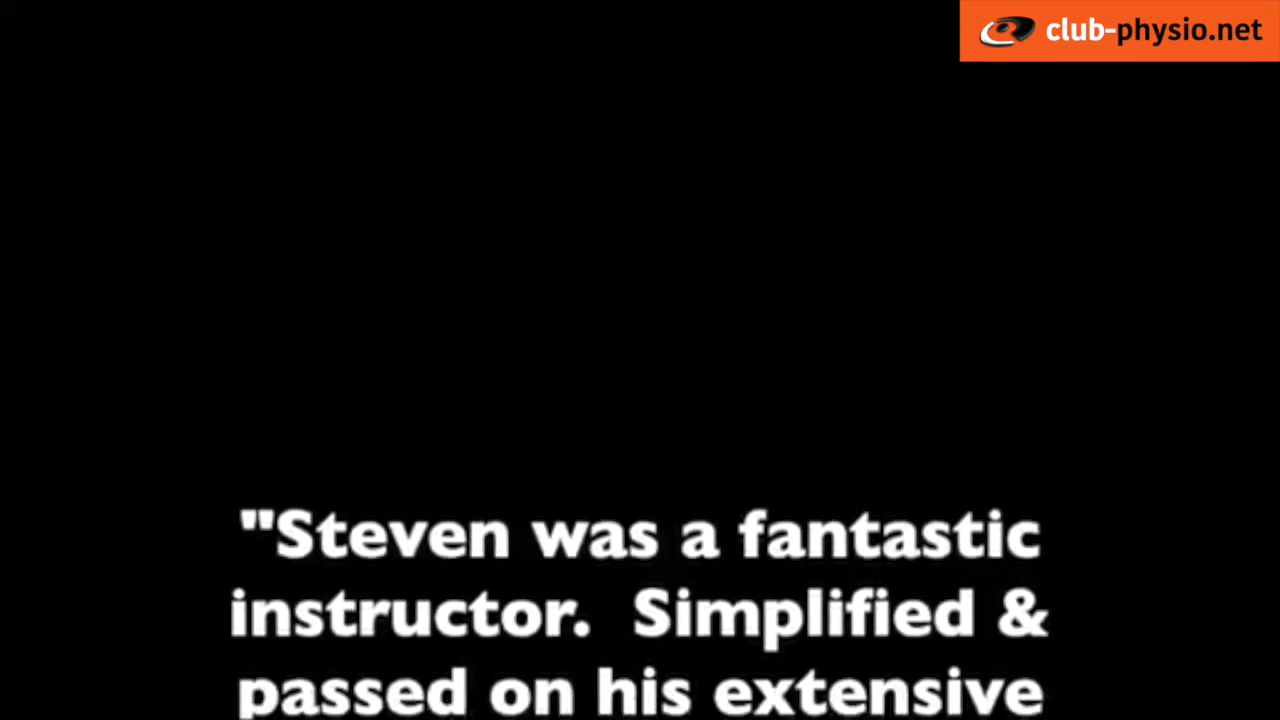 club-physio.net
"Steven was a fantastic
instructor.  Simplified &
passed on his extensive